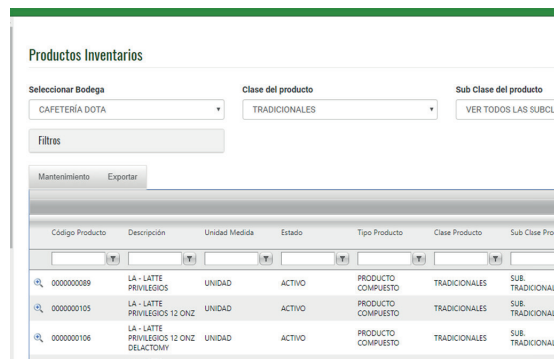 Productos Inventarios
Seleccionar Bodega Clase del producto Sub Clase del producto
CAFETERÍA DOTA TRADICIONALES VER TODOS LAS SUBCL
Filtros
Mantenimiento Exportar
Código Producto Descripción Unidad Medida Estado Tipo Producto Clase Producto Sub Clsse Pro
0000000089 LA - LATTE PRIVILEGIOS UNIDAD ACTIVO PRODUCTO COMPUESTO TRADICIONALES SUB. TRADICIONAL
0000000105 LA - LATTE PRIVILEGIOS 12 ONZ UNIDAD ACTIVO PRODUCTO COMPUESTO TRADICIONALES SUB. TRADICIONAL
0000000106 LA - LATTE PRIVILEGIOS 12 ONZ DELACTOMY UNIDAD ACTIVO PRODUCTO COMPUESTO TRADICIONALES SUB. TRADICIONAL